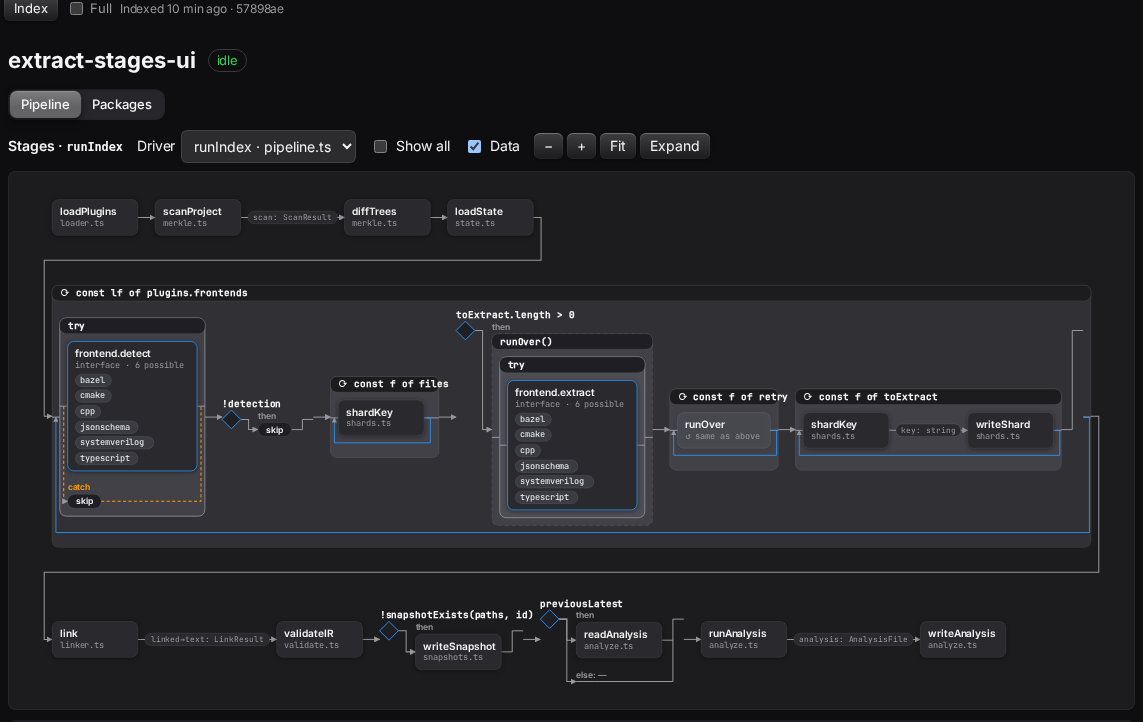 Index Full Indexed 10 min ago · 57898ae
extract-stages-ui idle
Pipeline Packages
Stages · runIndex Driver runIndex · pipeline.ts Show all Data − + Fit Expand
loadPlugins
loader.ts
scanProject
merkle.ts
scan: ScanResult
diffTrees
merkle.ts
loadState
state.ts
⟳ const lf of plugins.frontends
try
frontend.detect
interface · 6 possible
bazel
cmake
cpp
jsonschema
systemverilog
typescript
catch
skip
!detection
then
skip
⟳ const f of files
shardKey
shards.ts
toExtract.length > 0
then
runOver()
try
frontend.extract
interface · 6 possible
bazel
cmake
cpp
jsonschema
systemverilog
typescript
⟳ const f of retry
runOver
↺ same as above
⟳ const f of toExtract
shardKey
shards.ts
key: string
writeShard
shards.ts
link
linker.ts
linked→text: LinkResult
validateIR
validate.ts
!snapshotExists(paths, id)
then
writeSnapshot
snapshots.ts
previousLatest
then
readAnalysis
analyze.ts
else: —
runAnalysis
analyze.ts
analysis: AnalysisFile
writeAnalysis
analyze.ts